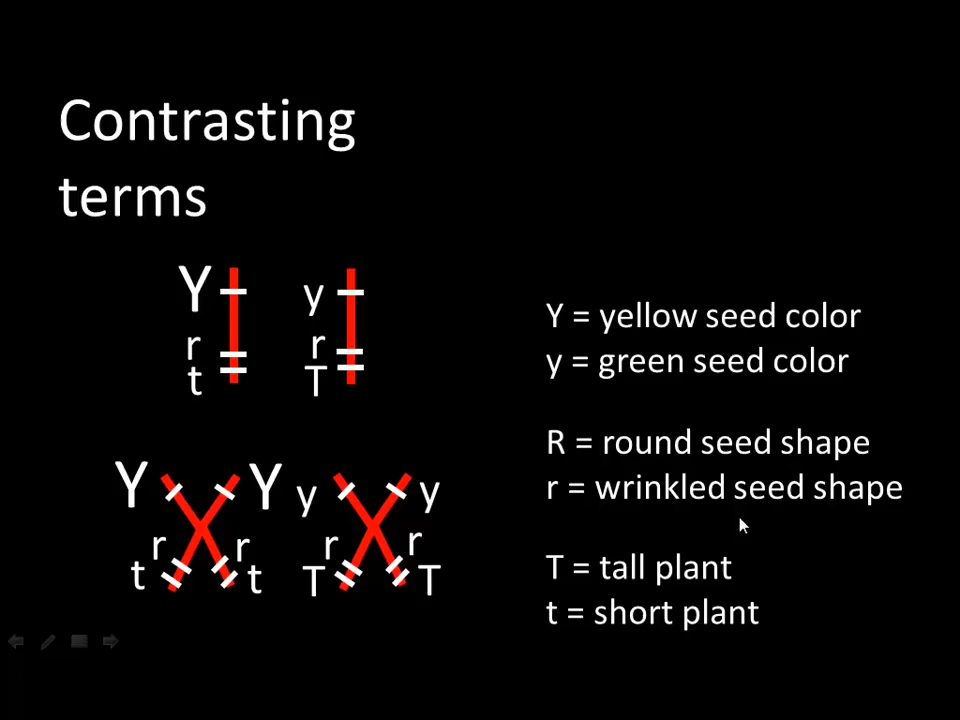 Contrasting
terms
Y y
r r
t T
Y Y y y
r r r r
t t T T
Y = yellow seed color
y = green seed color
R = round seed shape
r = wrinkled seed shape
T = tall plant
t = short plant